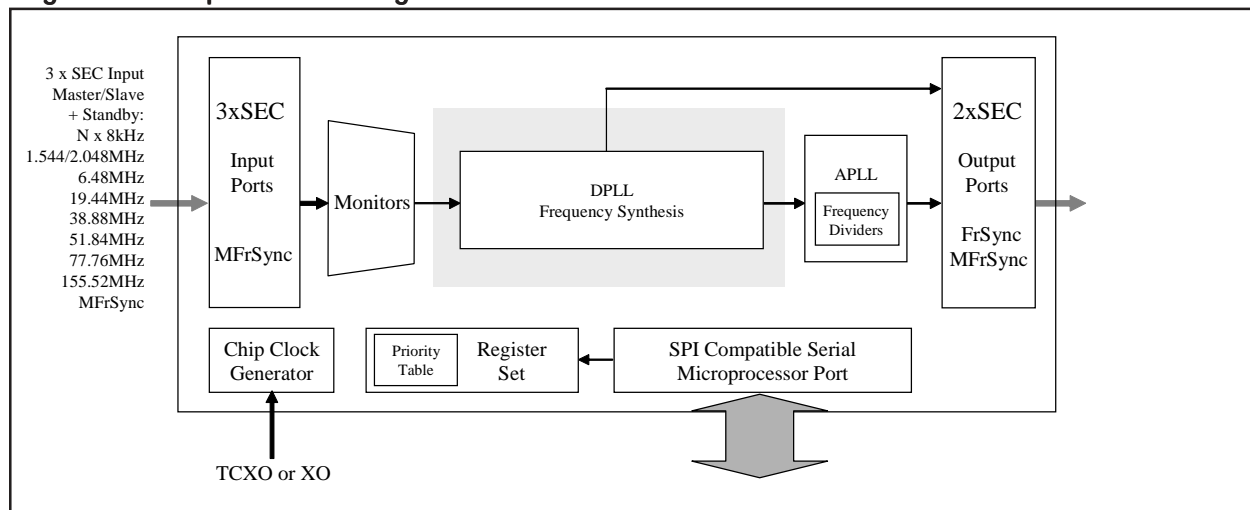 3 x SEC Input
Master/Slave
+ Standby:
N x 8kHz
1.544/2.048MHz
6.48MHz
19.44MHz
38.88MHz
51.84MHz
77.76MHz
155.52MHz
MFrSync
3xSEC
Input
Ports
MFrSync
Monitors
DPLL
Frequency Synthesis
APLL
Frequency
Dividers
2xSEC
Output
Ports
FrSync
MFrSync
Chip Clock
Generator
Priority
Table
Register
Set
SPI Compatible Serial
Microprocessor Port
TCXO or XO